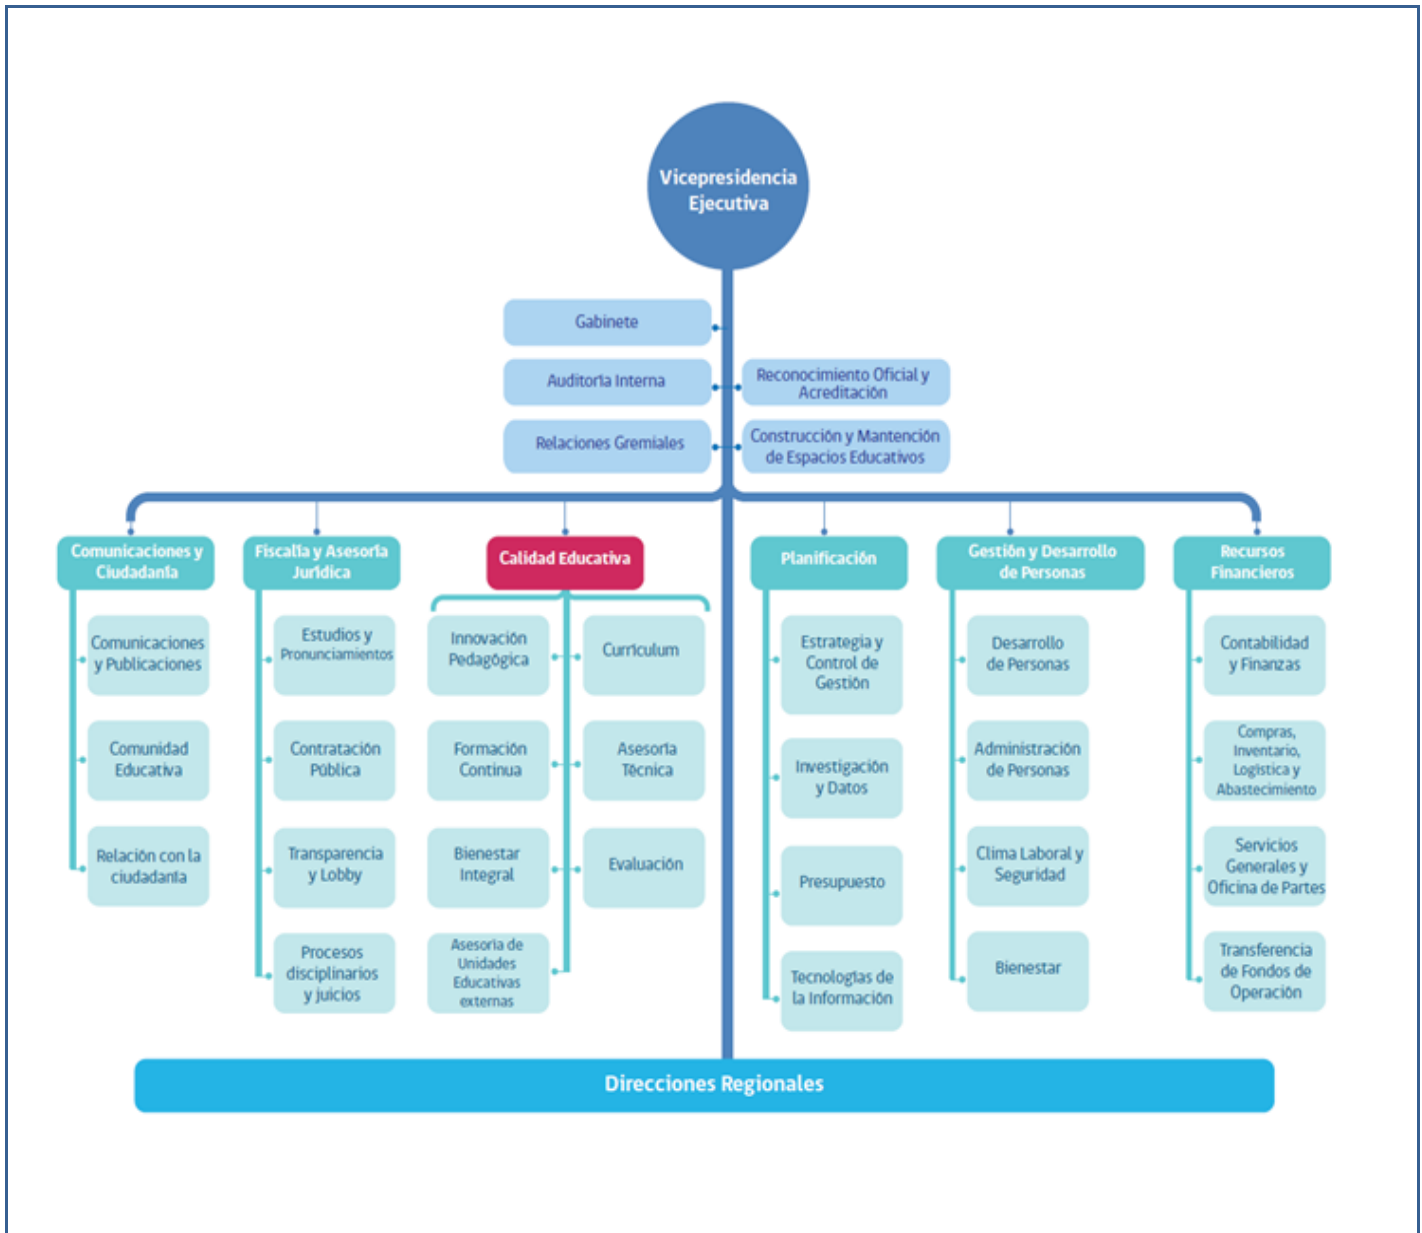 Vicepresidencia
Ejecutiva
Gabinete
Auditoría Interna
Reconocimiento Oficial y
Acreditación
Relaciones Gremiales
Construcción y Mantención
de Espacios Educativos
Comunicaciones y
Ciudadanía
Comunicaciones
y Publicaciones
Comunidad
Educativa
Relación con la
ciudadanía
Fiscalía y Asesoría
Jurídica
Estudios y
Pronunciamientos
Contratación
Pública
Transparencia
y Lobby
Procesos
disciplinarios
y juicios
Calidad Educativa
Innovación
Pedagógica
Currículum
Formación
Continua
Asesoría
Técnica
Bienestar
Integral
Evaluación
Asesoría de
Unidades
Educativas
externas
Planificación
Estrategia y
Control de
Gestión
Investigación
y Datos
Presupuesto
Tecnologías de
la Información
Gestión y Desarrollo
de Personas
Desarrollo
de Personas
Administración
de Personas
Clima Laboral y
Seguridad
Bienestar
Recursos
Financieros
Contabilidad
y Finanzas
Compras,
Inventario,
Logística y
Abastecimiento
Servicios
Generales y
Oficina de Partes
Transferencia
de Fondos de
Operación
Direcciones Regionales